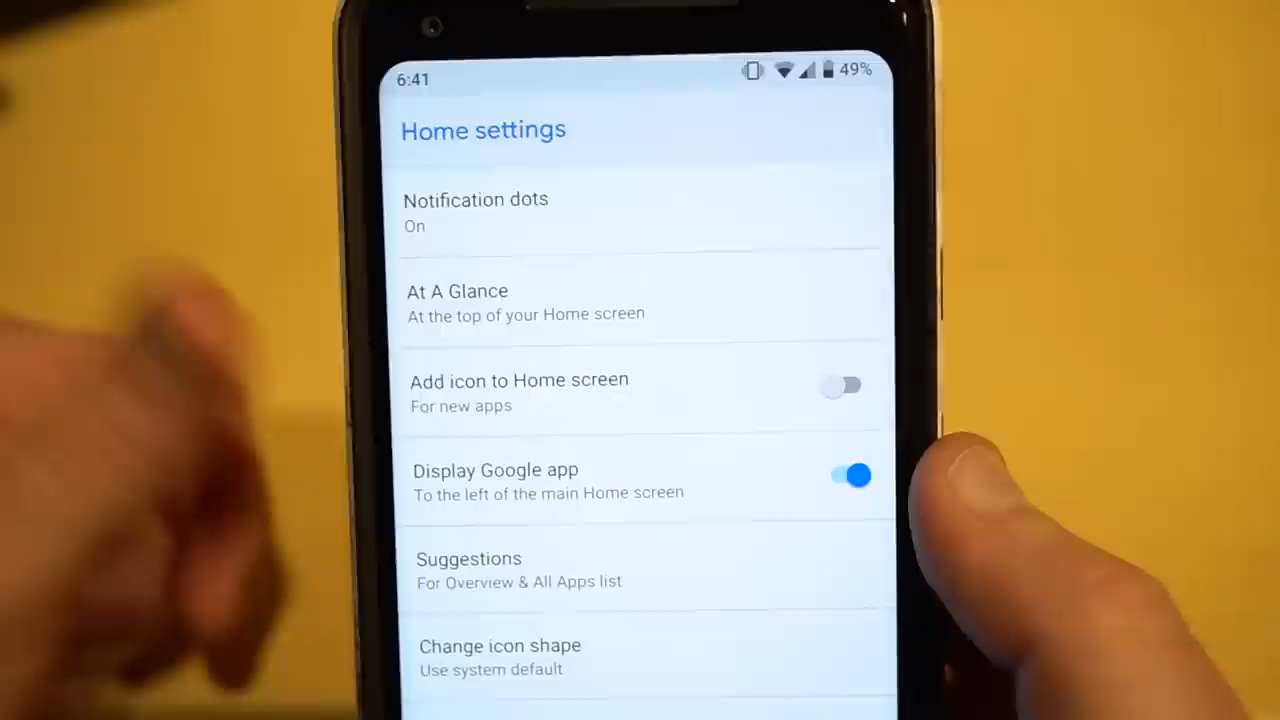 6:41
49%
Home settings
Notification dots
On
At A Glance
At the top of your Home screen
Add icon to Home screen
For new apps
Display Google app
To the left of the main Home screen
Suggestions
For Overview & All Apps list
Change icon shape
Use system default